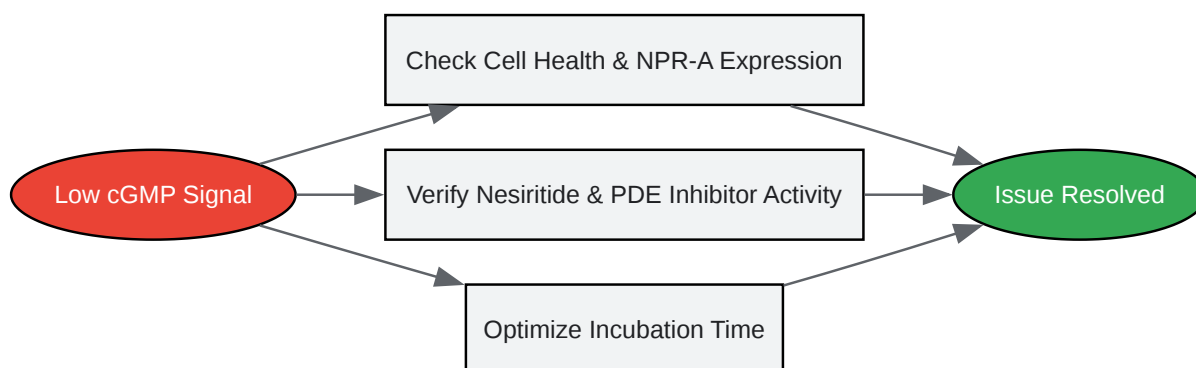 Low cGMP Signal
Check Cell Health & NPR-A Expression
Verify Nesiritide & PDE Inhibitor Activity
Optimize Incubation Time
Issue Resolved